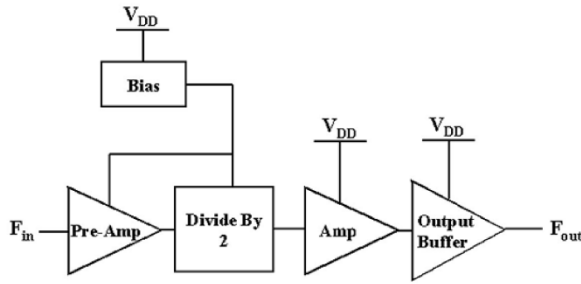 VDD
Bias
VDD
VDD
Fin
Pre-Amp
Divide By
2
Amp
Output
Buffer
Fout